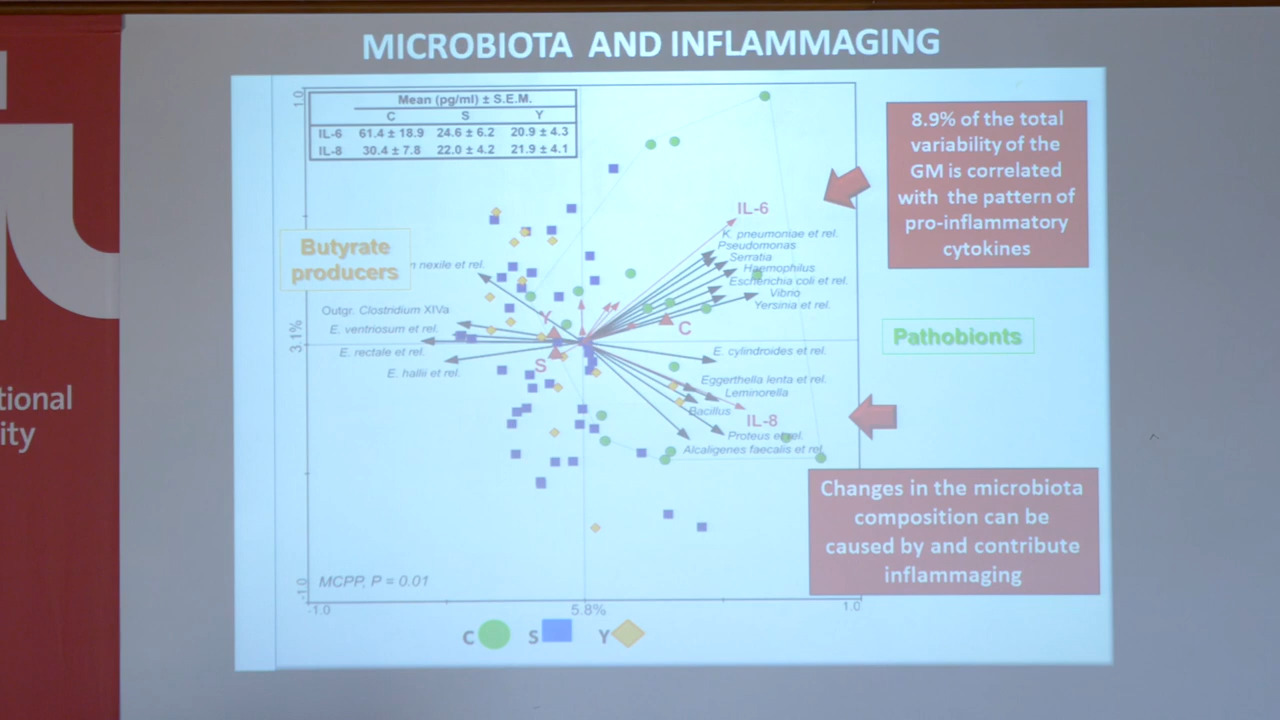 MICROBIOTA AND INFLAMMAGING
Mean (pg/ml) ± S.E.M.
C S Y
IL-6 61.4 ± 18.9 24.6 ± 6.2 20.9 ± 4.3
IL-8 30.4 ± 7.8 22.0 ± 4.2 21.9 ± 4.1
8.9% of the total
variability of the
GM is correlated
with the pattern of
pro-inflammatory
cytokines
Butyrate
producers
nexile et rel.
Outgr. Clostridium XIVa
E. ventriosum et rel.
E. rectale et rel.
E. hallii et rel.
IL-6
K. pneumoniae et rel.
Pseudomonas
Serratia
Haemophilus
Escherichia coli et rel.
Vibrio
Yersinia et rel.
Y
C
S
E. cylindroides et rel.
Eggerthella lenta et rel.
Leminorella
Bacillus
IL-8
Proteus et rel.
Alcaligenes faecalis et rel.
Pathobionts
Changes in the microbiota
composition can be
caused by and contribute
inflammaging
MCPP, P = 0.01
1.0
3.1%
-1.0
-1.0 5.8% 1.0
C S Y
tional
ity